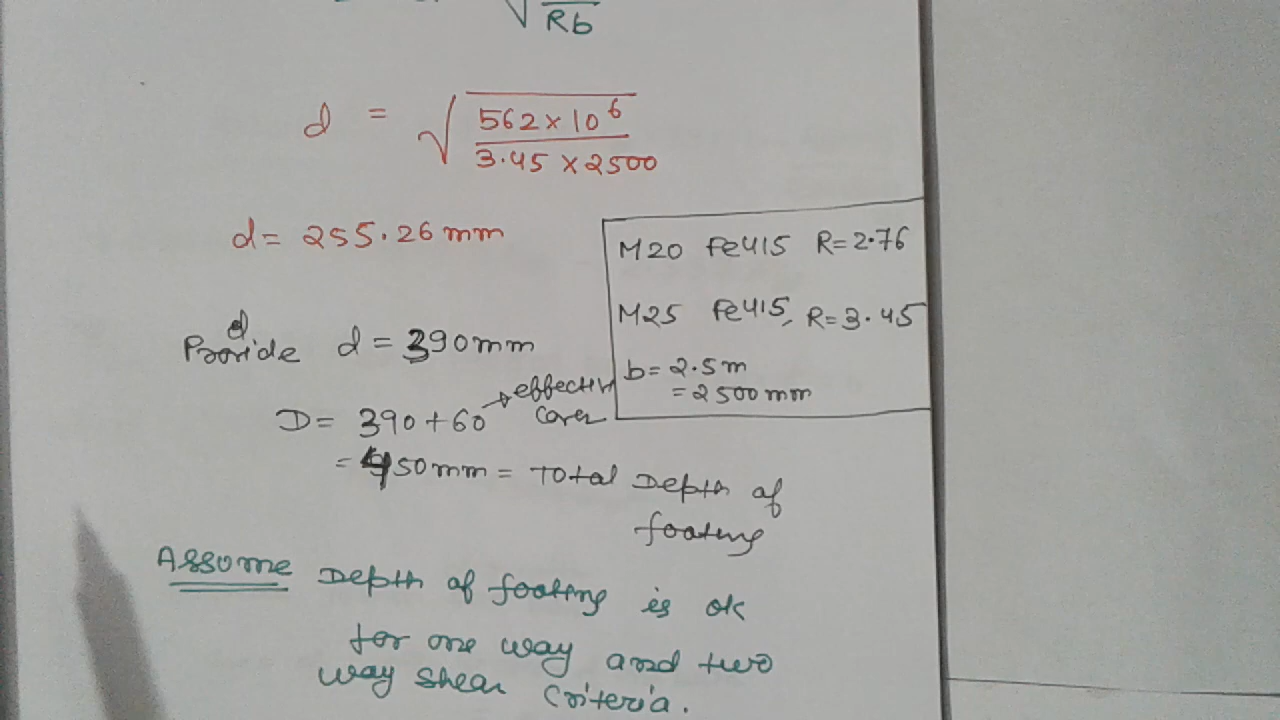 √ Rb
d = √ 562×10⁶
3.45 × 2500
d = 255.26 mm
M20 Fe415 R=2.76
M25 Fe415, R=3.45
b= 2.5m
= 2500mm
Provide d = 390mm
D = 390+60 → effective cover
= 450mm = Total Depth of
footing
Assume Depth of footing is ok
for one way and two
way shear Criteria.